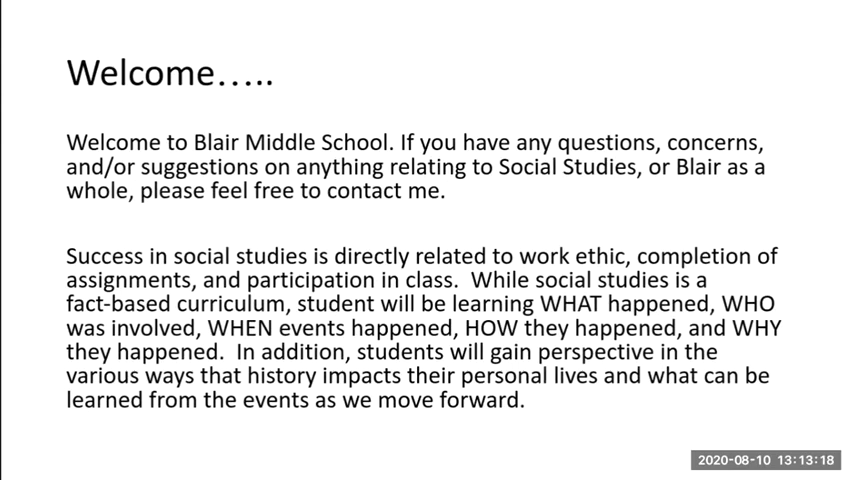 Welcome…..
Welcome to Blair Middle School. If you have any questions, concerns,
and/or suggestions on anything relating to Social Studies, or Blair as a
whole, please feel free to contact me.
Success in social studies is directly related to work ethic, completion of
assignments, and participation in class.  While social studies is a
fact-based curriculum, student will be learning WHAT happened, WHO
was involved, WHEN events happened, HOW they happened, and WHY
they happened.  In addition, students will gain perspective in the
various ways that history impacts their personal lives and what can be
learned from the events as we move forward.
2020-08-10 13:13:18